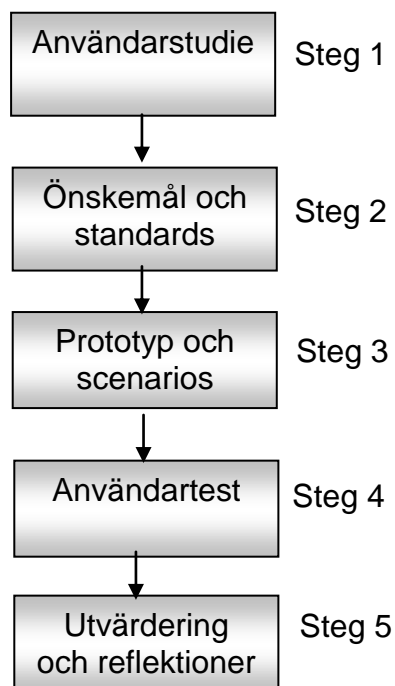 Användarstudie
Steg 1
Önskemål och
standards
Steg 2
Prototyp och
scenarios
Steg 3
Användartest
Steg 4
Utvärdering
och reflektioner
Steg 5